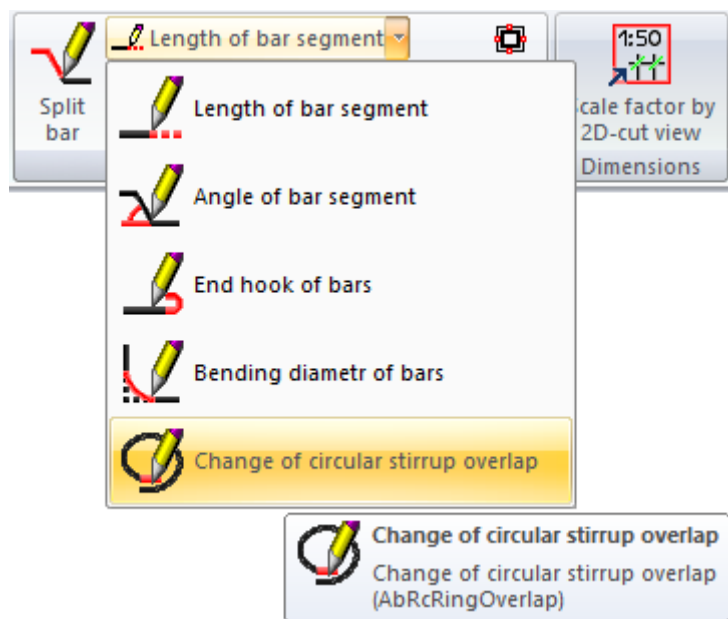 Length of bar segment
1:50
Split
bar
cale factor by
2D-cut view
Dimensions
Length of bar segment
Angle of bar segment
End hook of bars
Bending diametr of bars
Change of circular stirrup overlap
Change of circular stirrup overlap
Change of circular stirrup overlap
(AbRcRingOverlap)